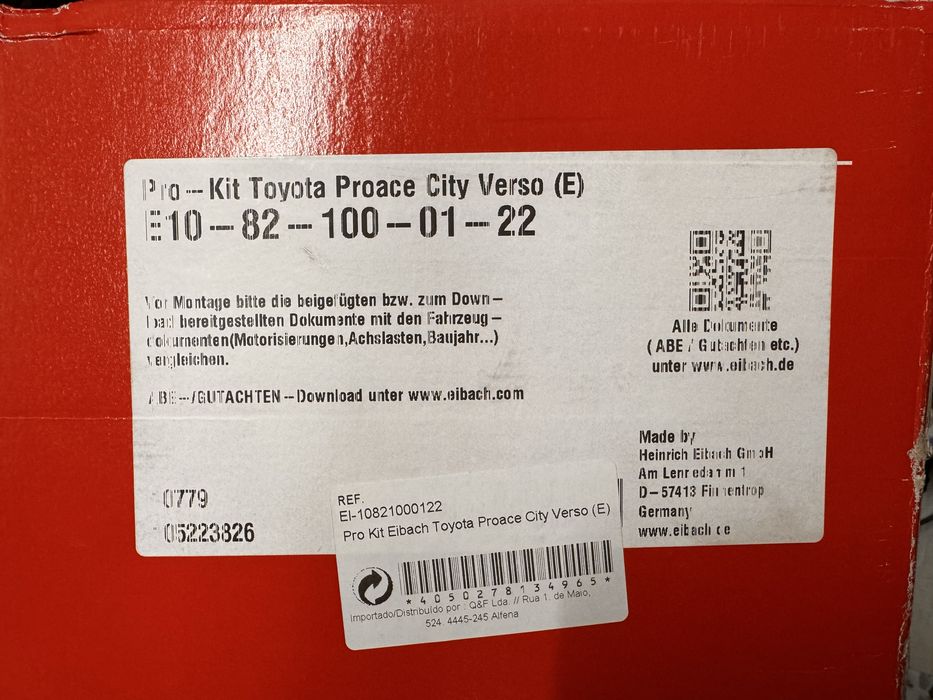 Pro--Kit Toyota Proace City Verso (E)
E10--82--100--01--22
Vor Montage bitte die beigefügten bzw. zum Down-
load bereitgestellten Dokumente mit den Fahrzeug-
dokumenten(Motorisierungen,Achslasten,Baujahr...)
vergleichen.
ABE--/GUTACHTEN--Download unter www.eibach.com
Alle Dokumente
( ABE / Gutachten etc.)
unter www.eibach.de
Made by
Heinrich Eibach GmbH
Am Lennedamm 1
D-57413 Finnentrop
Germany
www.eibach.de
0779
05223826
REF.
EI-10821000122
Pro Kit Eibach Toyota Proace City Verso (E)
*4050278134965*
Importado/Distribuído por : Q&F Lda. // Rua 1. de Maio,
524. 4445-245 Alfena